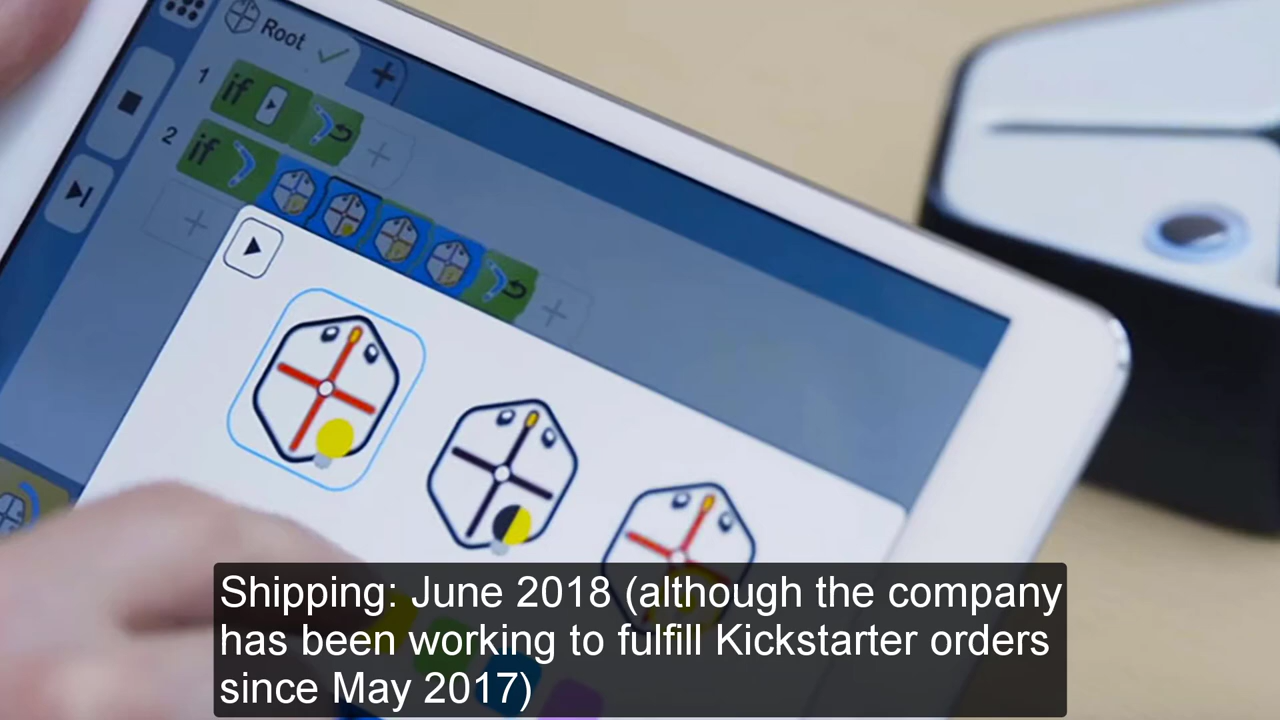 Root
1
if
2
if
Shipping: June 2018 (although the company
has been working to fulfill Kickstarter orders
since May 2017)